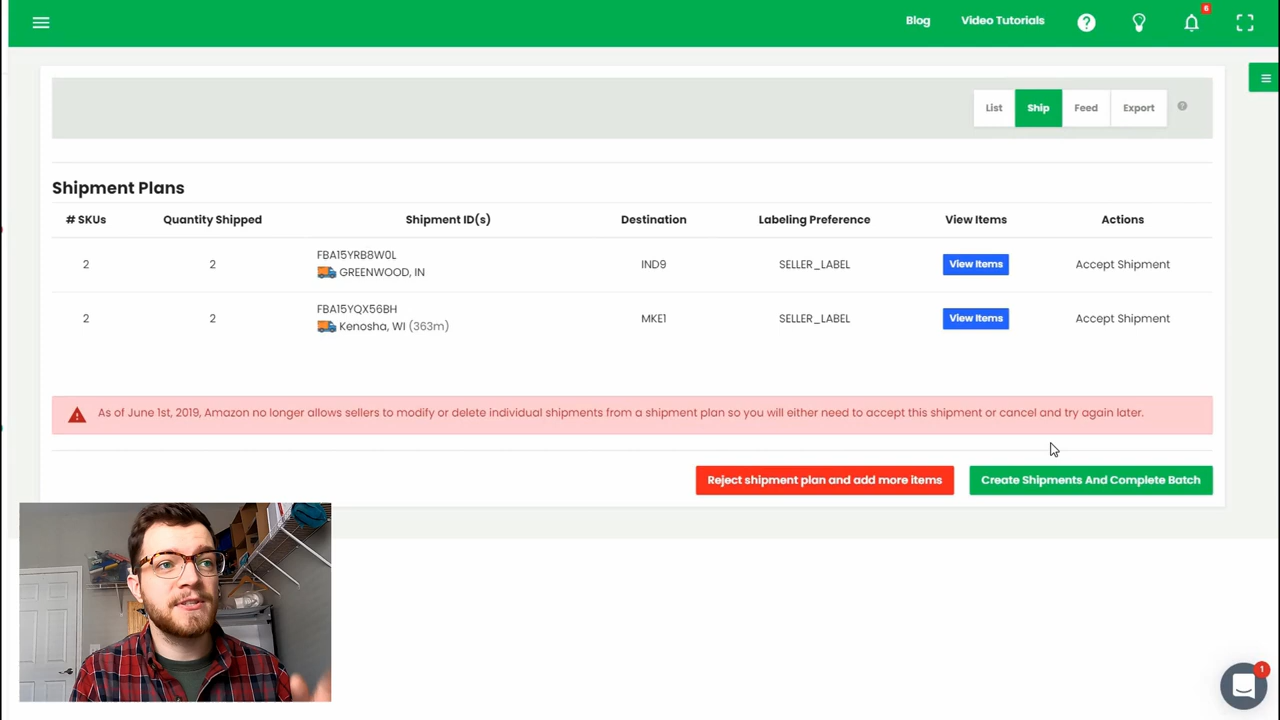 Blog Video Tutorials 6
List Ship Feed Export
Shipment Plans
# SKUs Quantity Shipped Shipment ID(s) Destination Labeling Preference View Items Actions
2 2 FBA15YRB8W0L IND9 SELLER_LABEL View Items Accept Shipment
GREENWOOD, IN
2 2 FBA15YQX56BH MKE1 SELLER_LABEL View Items Accept Shipment
Kenosha, WI (363m)
As of June 1st, 2019, Amazon no longer allows sellers to modify or delete individual shipments from a shipment plan so you will either need to accept this shipment or cancel and try again later.
Reject shipment plan and add more items Create Shipments And Complete Batch
1